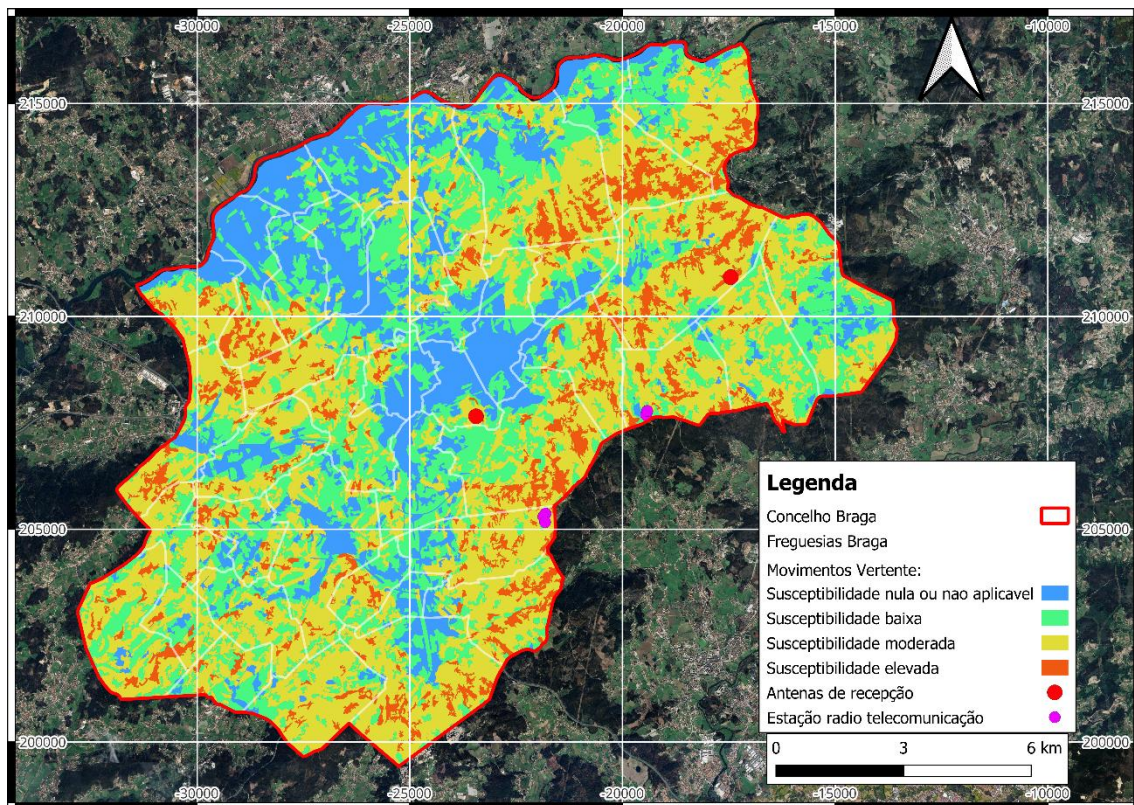 -30000
-25000
-20000
-15000
-10000
215000
-215000
210000
-210000
205000
-205000
200000
-200000
-30000
-25000
-20000
-15000
-10000
Legenda
Concelho Braga
Freguesias Braga
Movimentos Vertente:
Susceptibilidade nula ou nao aplicavel
Susceptibilidade baixa
Susceptibilidade moderada
Susceptibilidade elevada
Antenas de recepção
Estação radio telecomunicação
0 3 6 km